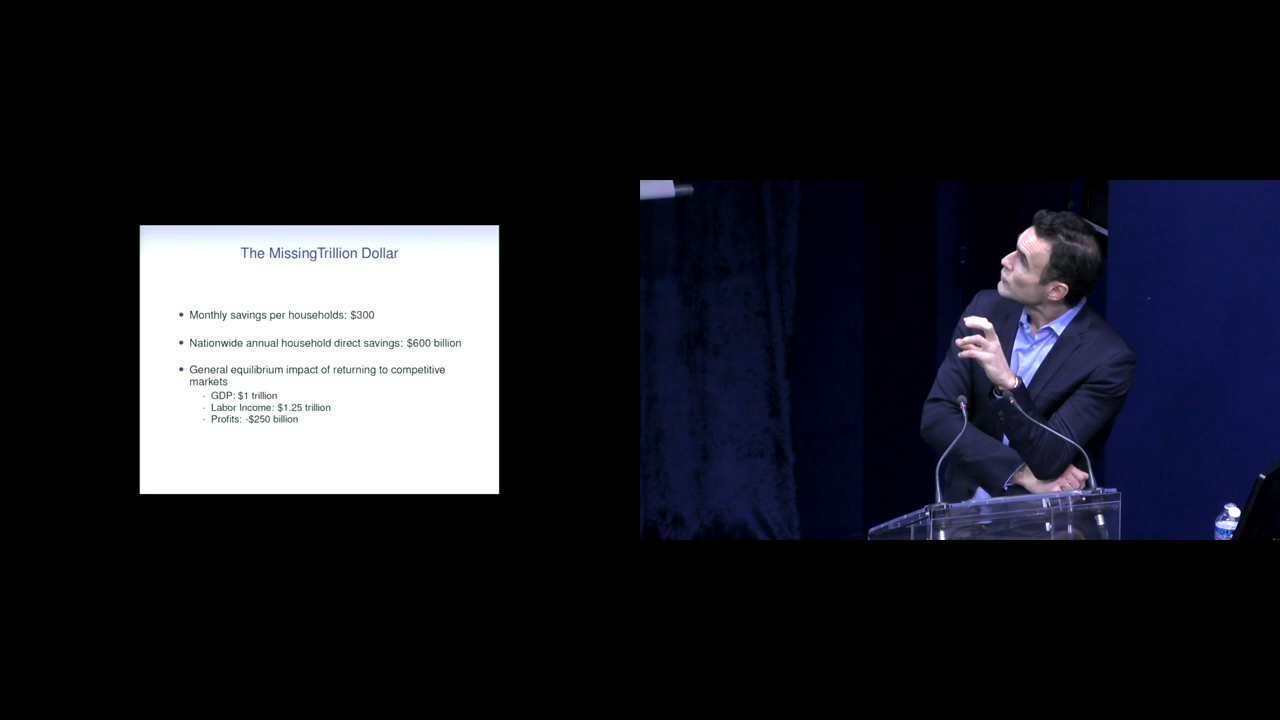 The MissingTrillion Dollar
• Monthly savings per households: $300
• Nationwide annual household direct savings: $600 billion
• General equilibrium impact of returning to competitive
markets
- GDP: $1 trillion
- Labor Income: $1.25 trillion
- Profits: -$250 billion